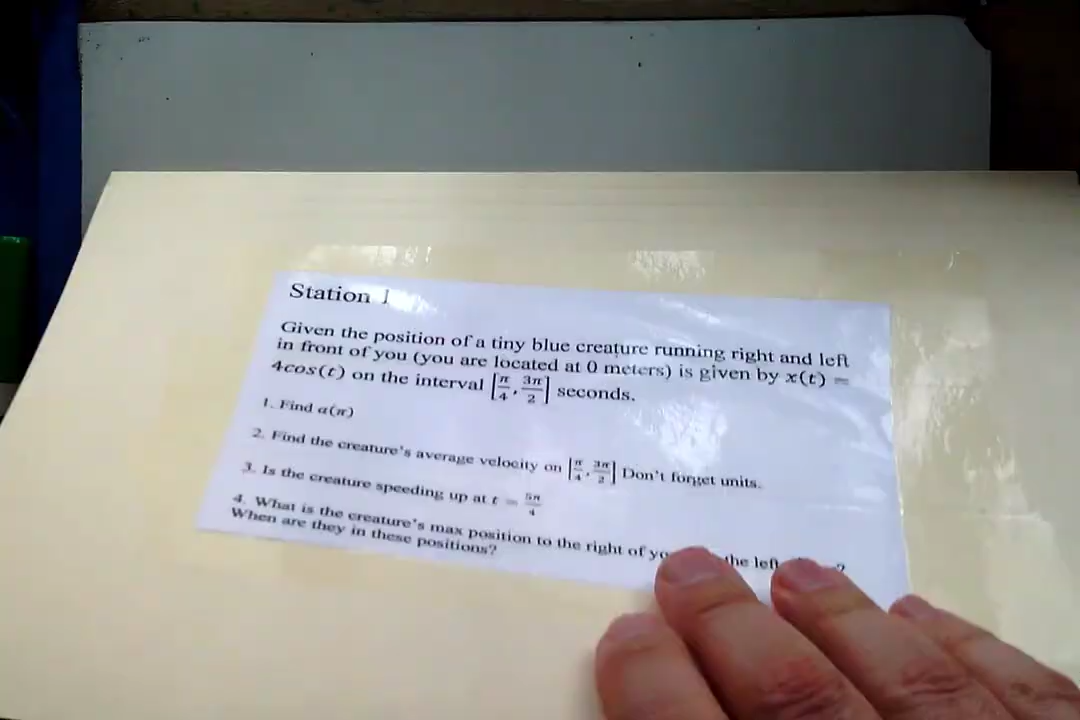 Station 1
Given the position of a tiny blue creature running right and left
in front of you (you are located at 0 meters) is given by x(t) =
4cos(t) on the interval [π/4, 3π/2] seconds.
1. Find a(π)
2. Find the creature's average velocity on [π/4, 3π/2] Don't forget units.
3. Is the creature speeding up at t = 5π/4
4. What is the creature's max position to the right of the left
When are they in these positions?